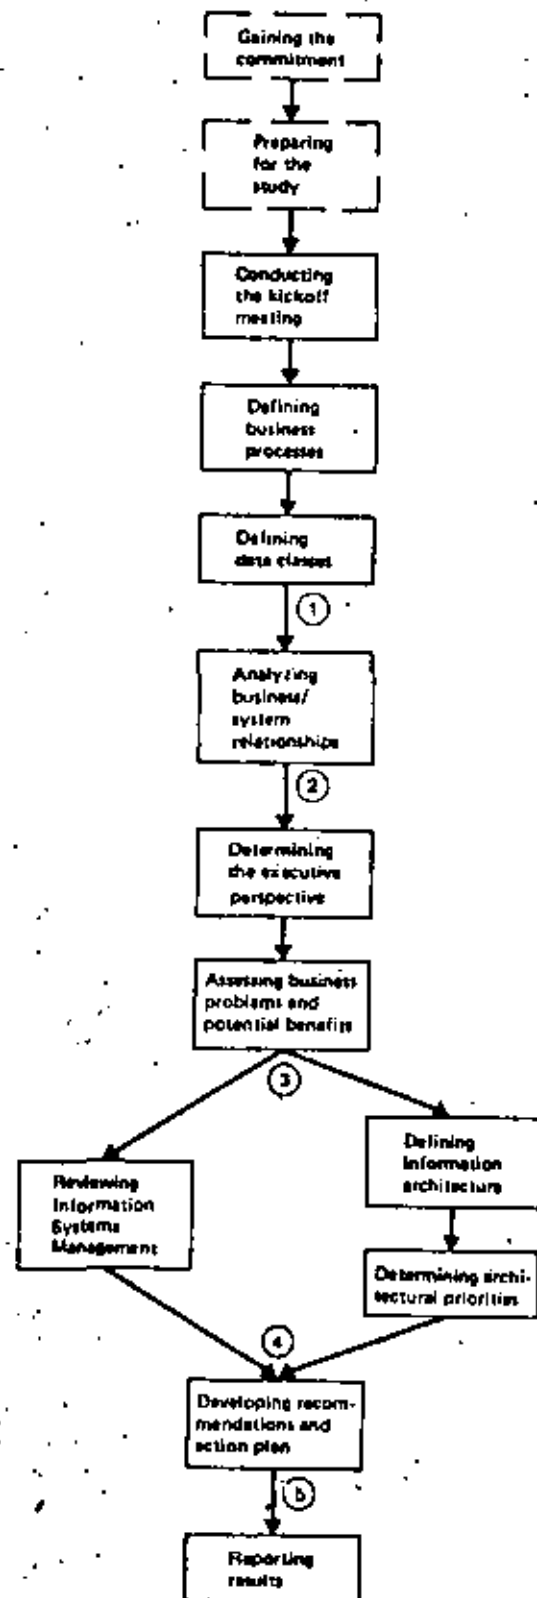 Gaining the
commitment
Preparing
for the
study
Conducting
the kickoff
meeting
Defining
business
processes
Defining
data classes
1
Analyzing
business/
system
relationships
2
Determining
the executive
perspective
Assessing business
problems and
potential benefits
3
Reviewing
Information
Systems
Management
Defining
Information
architecture
Determining archi-
tectural priorities
4
Developing recom-
mendations and
action plan
5
Reporting
results